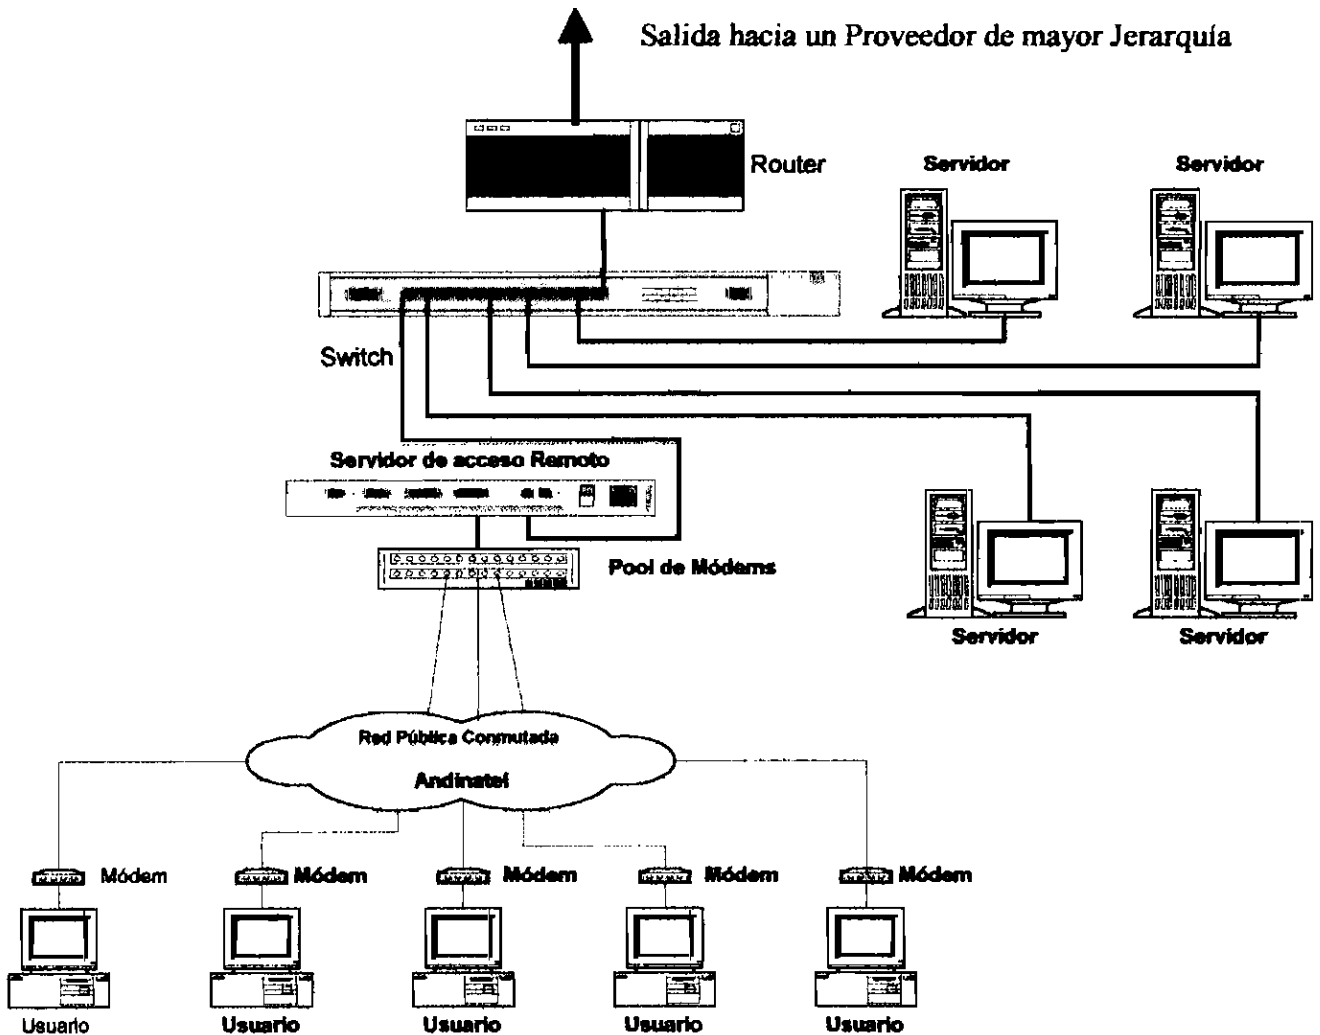 Salida hacia un Proveedor de mayor Jerarquía
Router
Servidor
Servidor
Switch
Servidor de acceso Remoto
Pool de Módems
Servidor
Servidor
Red Pública Conmutada
Andinatel
Módem
Módem
Módem
Módem
Módem
Usuario
Usuario
Usuario
Usuario
Usuario